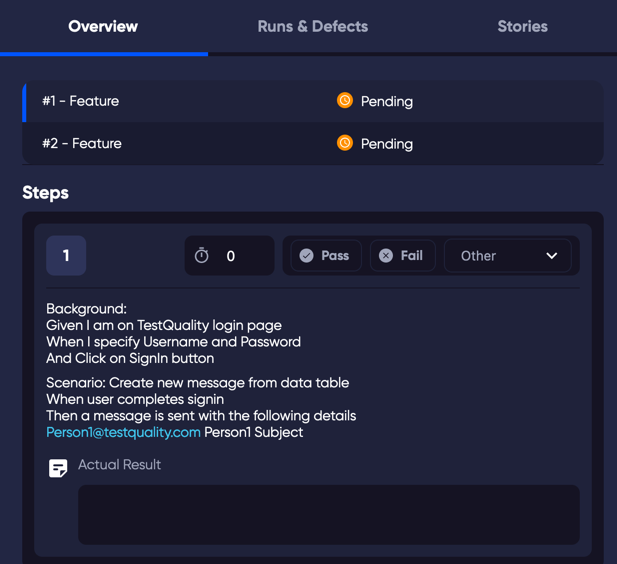 Overview Runs & Defects Stories
#1 - Feature Pending
#2 - Feature Pending
Steps
1 0 Pass Fail Other
Background:
Given I am on TestQuality login page
When I specify Username and Password
And Click on SignIn button
Scenario: Create new message from data table
When user completes signin
Then a message is sent with the following details
Person1@testquality.com Person1 Subject
Actual Result